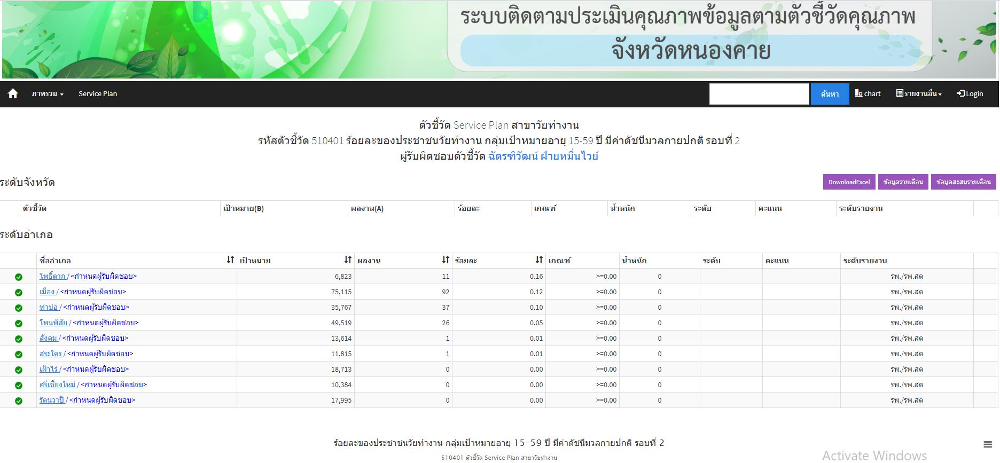 ระบบติดตามประเมินคุณภาพข้อมูลตามตัวชี้วัดคุณภาพ
จังหวัดหนองคาย
ภาพรวม Service Plan ค้นหา chart รายงานอื่น Login
ตัวชี้วัด Service Plan สาขาวัยทำงาน
รหัสตัวชี้วัด 510401 ร้อยละของประชาชนวัยทำงาน กลุ่มเป้าหมายอายุ 15-59 ปี มีค่าดัชนีมวลกายปกติ รอบที่ 2
ผู้รับผิดชอบตัวชี้วัด ฉัตรฑิวัฒน์ ฝ่ายหมื่นไวย์
ระดับจังหวัด DownloadExcel ข้อมูลรายเดือน ข้อมูลสะสมรายเดือน
ตัวชี้วัด เป้าหมาย(B) ผลงาน(A) ร้อยละ เกณฑ์ น้ำหนัก ระดับ คะแนน ระดับรายงาน
ระดับอำเภอ
ชื่ออำเภอ เป้าหมาย ผลงาน ร้อยละ เกณฑ์ น้ำหนัก ระดับ คะแนน ระดับรายงาน
โพธิ์ตาก / <กำหนดผู้รับผิดชอบ> 6,823 11 0.16 >=0.00 0 รพ./รพ.สต
เมือง / <กำหนดผู้รับผิดชอบ> 75,115 92 0.12 >=0.00 0 รพ./รพ.สต
ท่าบ่อ / <กำหนดผู้รับผิดชอบ> 35,767 37 0.10 >=0.00 0 รพ./รพ.สต
โพนพิสัย / <กำหนดผู้รับผิดชอบ> 49,519 26 0.05 >=0.00 0 รพ./รพ.สต
สังคม / <กำหนดผู้รับผิดชอบ> 13,614 1 0.01 >=0.00 0 รพ./รพ.สต
สระใคร / <กำหนดผู้รับผิดชอบ> 11,815 1 0.01 >=0.00 0 รพ./รพ.สต
เฝ้าไร่ / <กำหนดผู้รับผิดชอบ> 18,713 0 0.00 >=0.00 0 รพ./รพ.สต
ศรีเชียงใหม่ / <กำหนดผู้รับผิดชอบ> 10,384 0 0.00 >=0.00 0 รพ./รพ.สต
รัตนวาปี / <กำหนดผู้รับผิดชอบ> 17,995 0 0.00 >=0.00 0 รพ./รพ.สต
ร้อยละของประชาชนวัยทำงาน กลุ่มเป้าหมายอายุ 15-59 ปี มีค่าดัชนีมวลกายปกติ รอบที่ 2
510401 ตัวชี้วัด Service Plan สาขาวัยทำงาน
Activate Windows